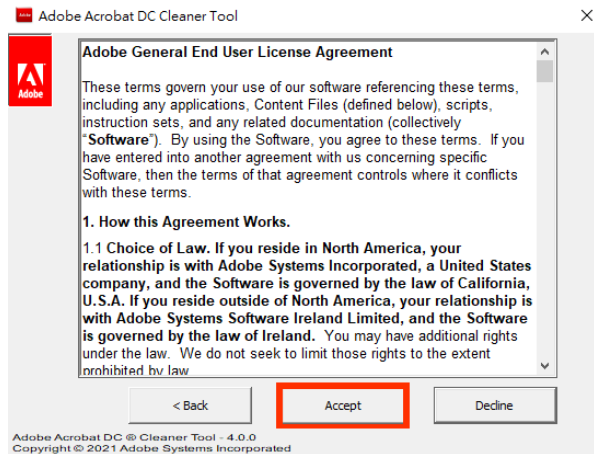 Adobe Acrobat DC Cleaner Tool
Adobe
Adobe General End User License Agreement
These terms govern your use of our software referencing these terms,
including any applications, Content Files (defined below), scripts,
instruction sets, and any related documentation (collectively
“Software”).  By using the Software, you agree to these terms.  If you
have entered into another agreement with us concerning specific
Software, then the terms of that agreement controls where it conflicts
with these terms.
1. How this Agreement Works.
1.1 Choice of Law. If you reside in North America, your
relationship is with Adobe Systems Incorporated, a United States
company, and the Software is governed by the law of California,
U.S.A. If you reside outside of North America, your relationship is
with Adobe Systems Software Ireland Limited, and the Software
is governed by the law of Ireland.  You may have additional rights
under the law.  We do not seek to limit those rights to the extent
prohibited by law
< Back
Accept
Decline
Adobe Acrobat DC ® Cleaner Tool - 4.0.0
Copyright © 2021 Adobe Systems Incorporated